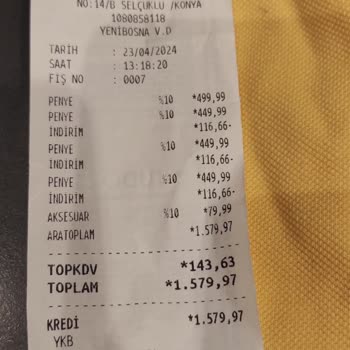 NO:14/B SELÇUKLU /KONYA
1080858118
YENİBOSNA V.D
TARİH : 23/04/2024
SAAT : 13:18:20
FİŞ NO : 0007
PENYE %10 *499,99
PENYE %10 *449,99
İNDİRİM *116,66-
PENYE %10 *449,99
İNDİRİM *116,66-
PENYE %10 *449,99
İNDİRİM *116,66-
AKSESUAR %10 *79,99
ARATOPLAM *1.579,97
TOPKDV *143,63
TOPLAM *1.579,97
KREDİ *1.579,97
YKB